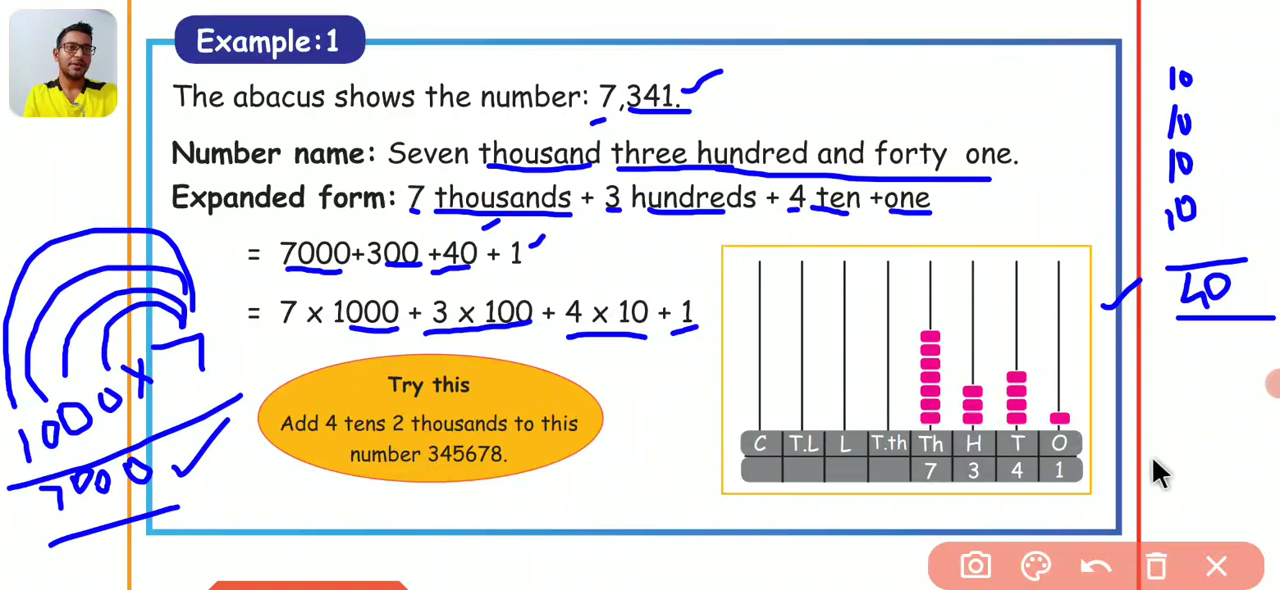 Example:1
The abacus shows the number: 7,341.
Number name: Seven thousand three hundred and forty one.
Expanded form: 7 thousands + 3 hundreds + 4 ten +one
= 7000+300 +40 + 1
= 7 x 1000 + 3 x 100 + 4 x 10 + 1
Try this
Add 4 tens 2 thousands to this
number 345678.
C T.L L T.th Th H T O
7 3 4 1
1000 x 7
7000
10
10
10
10
40